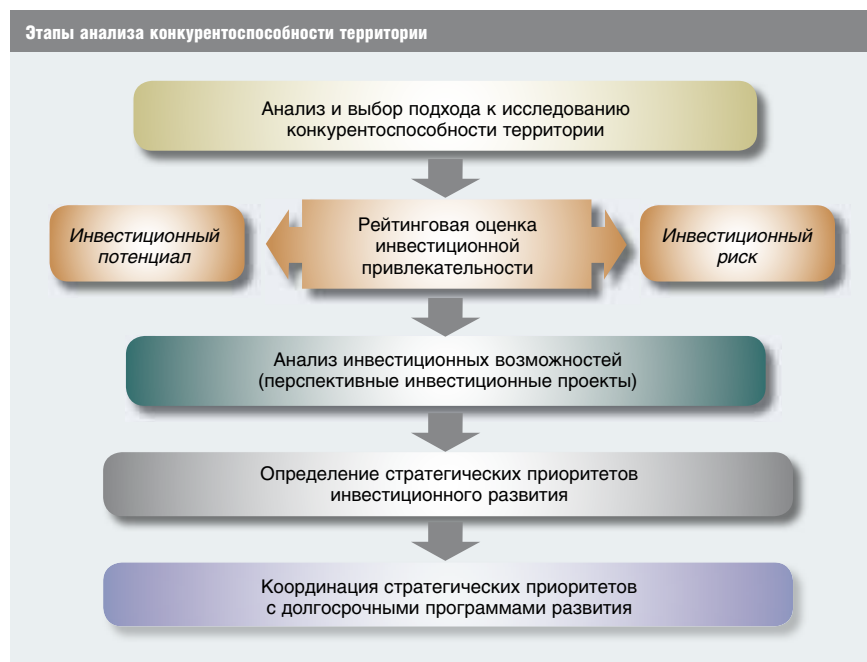 Этапы анализа конкурентоспособности территории
Анализ и выбор подхода к исследованию
конкурентоспособности территории
Инвестиционный
потенциал
Рейтинговая оценка
инвестиционной
привлекательности
Инвестиционный
риск
Анализ инвестиционных возможностей
(перспективные инвестиционные проекты)
Определение стратегических приоритетов
инвестиционного развития
Координация стратегических приоритетов
с долгосрочными программами развития